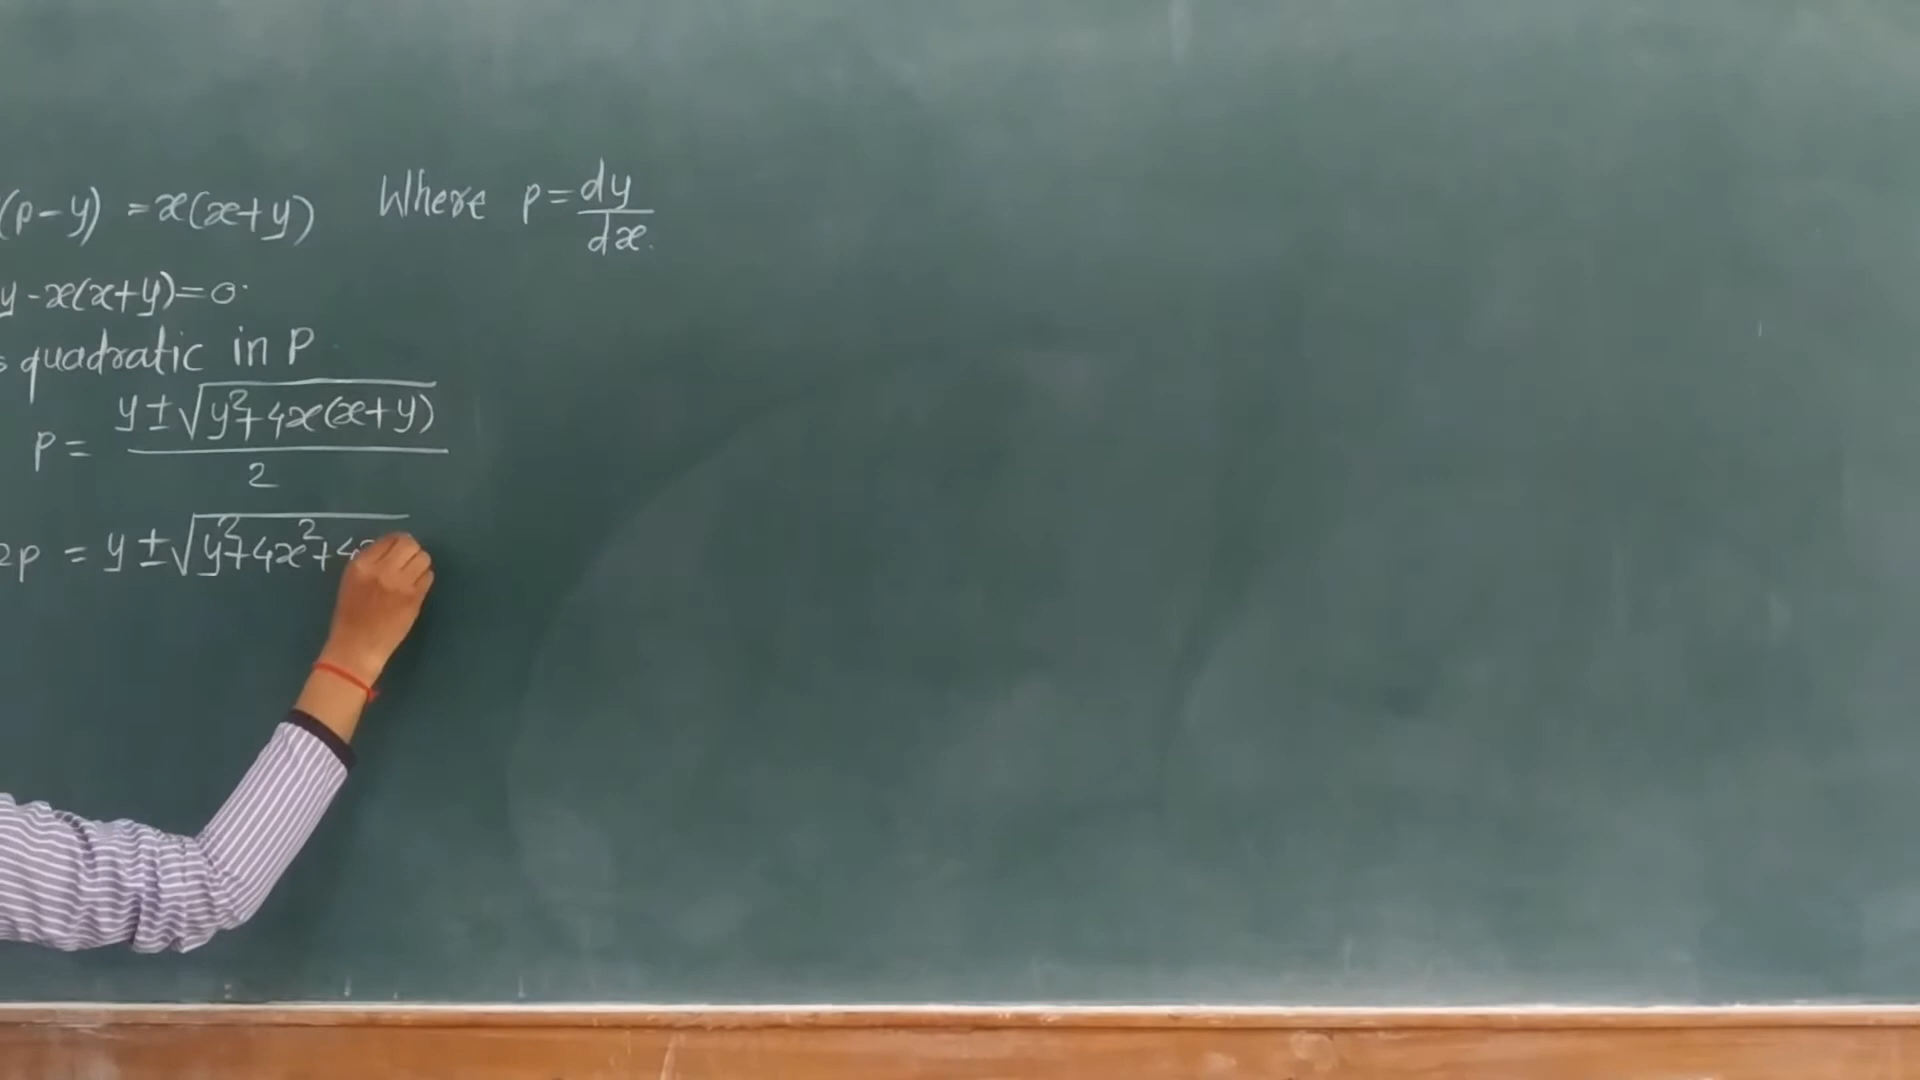 (p-y) = x(x+y) Where p = dy/dx.
y - x(x+y) = 0.
quadratic in P
p = y ± √(y²+4x(x+y)) / 2
2p = y ± √(y²+4x²+4